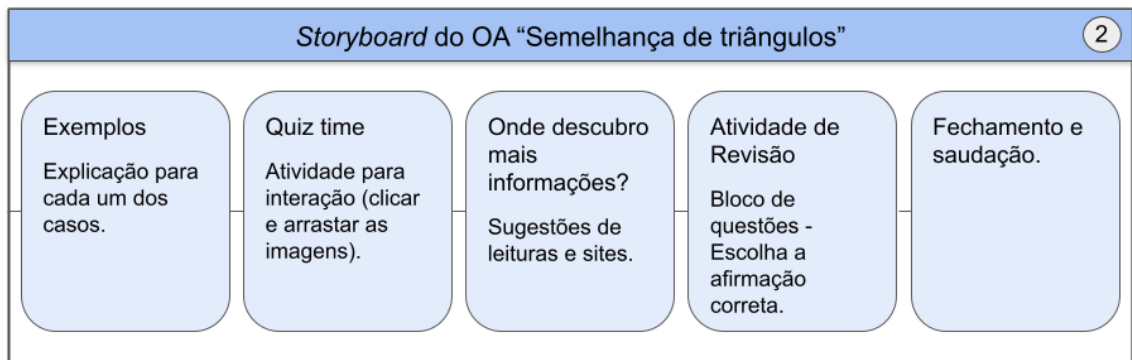 Storyboard do OA “Semelhança de triângulos”
2
Exemplos
Explicação para
cada um dos
casos.
Quiz time
Atividade para
interação (clicar
e arrastar as
imagens).
Onde descubro
mais
informações?
Sugestões de
leituras e sites.
Atividade de
Revisão
Bloco de
questões -
Escolha a
afirmação
correta.
Fechamento e
saudação.